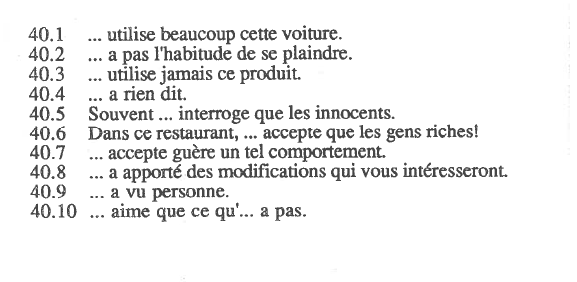 40.1 ... utilise beaucoup cette voiture.
40.2 ... a pas l'habitude de se plaindre.
40.3 ... utilise jamais ce produit.
40.4 ... a rien dit.
40.5 Souvent ... interroge que les innocents.
40.6 Dans ce restaurant, ... accepte que les gens riches!
40.7 ... accepte guère un tel comportement.
40.8 ... a apporté des modifications qui vous intéresseront.
40.9 ... a vu personne.
40.10 ... aime que ce qu'... a pas.